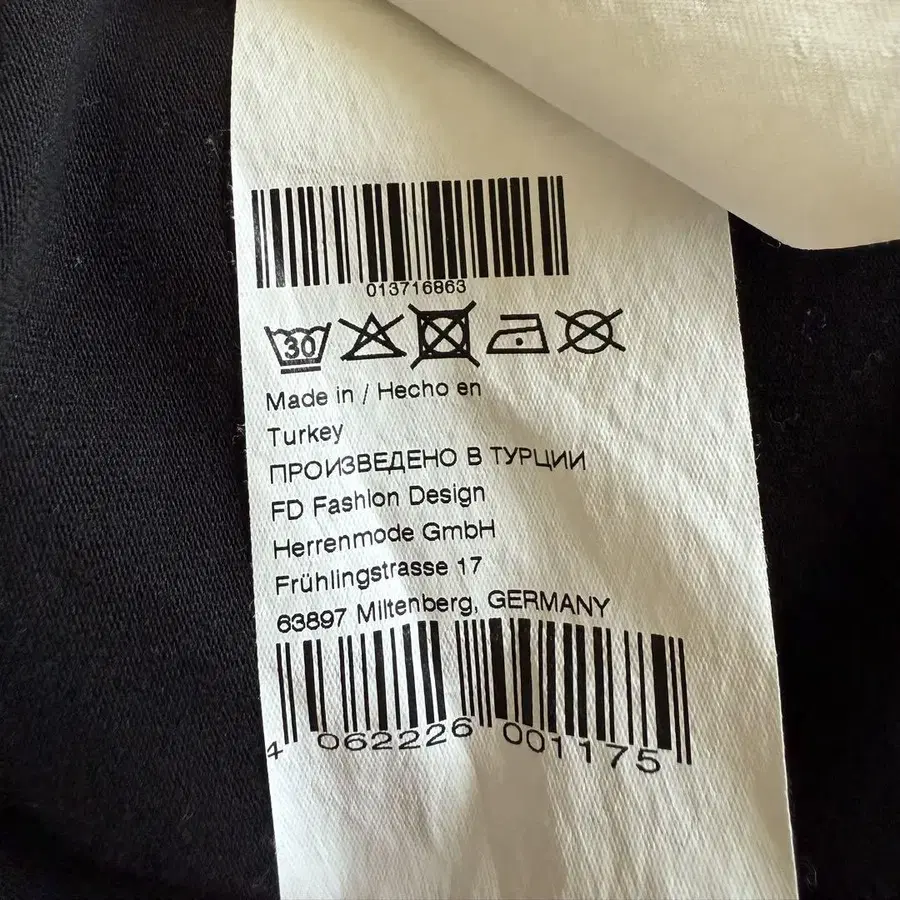 013716863
30
Made in / Hecho en
Turkey
ПРОИЗВЕДЕНО В ТУРЦИИ
FD Fashion Design
Herrenmode GmbH
Frühlingstrasse 17
63897 Miltenberg, GERMANY
4 062226 001175